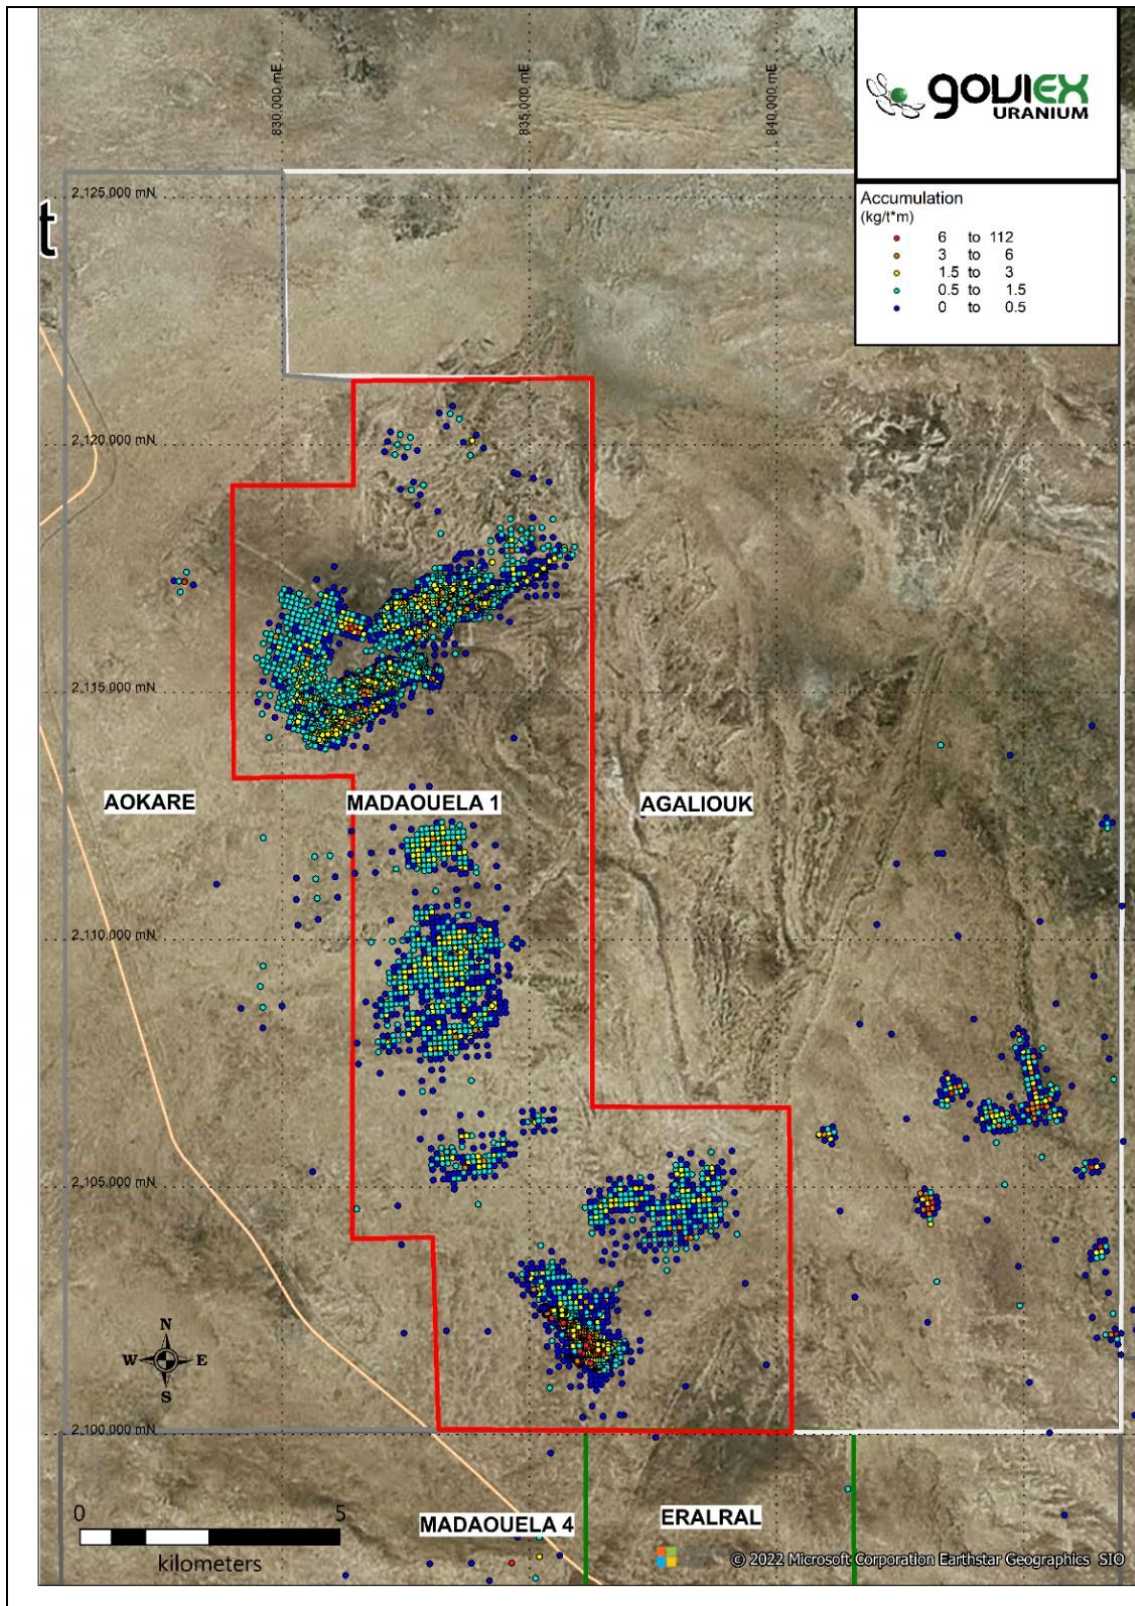 goviex
URANIUM
830,000 mE
835,000 mE
840,000 mE
Accumulation
(kg/t*m)
6 to 112
3 to 6
1.5 to 3
0.5 to 1.5
0 to 0.5
2,125,000 mN
t
2,120,000 mN
2,115,000 mN
AOKARE
MADAOUELA 1
AGALIOUK
2,110,000 mN
2,105,000 mN
N
W E
S
2,100,000 mN
0 5
kilometers
MADAOUELA 4
ERALRAL
© 2022 Microsoft Corporation Earthstar Geographics SIO